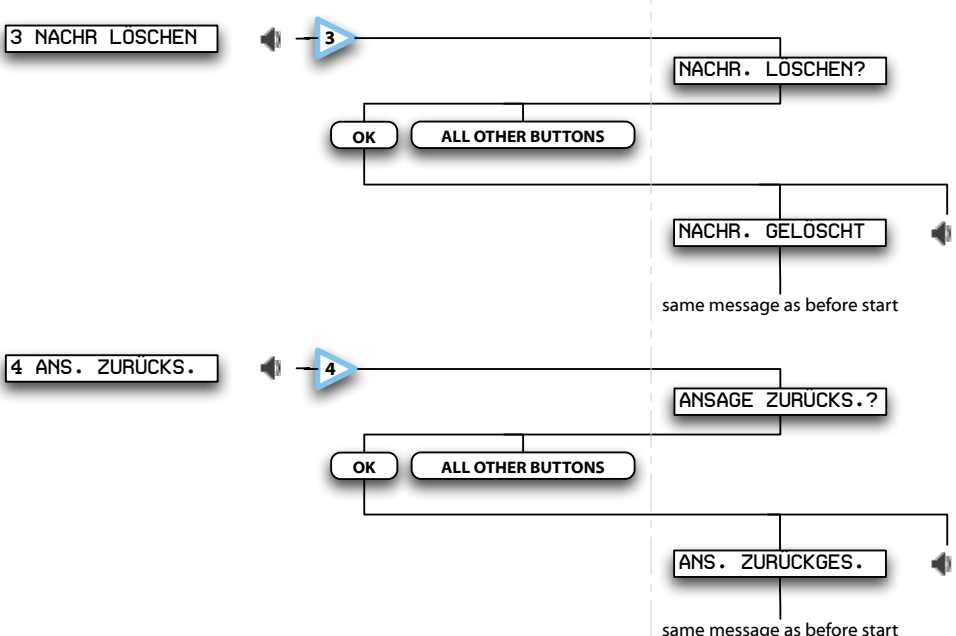 3 NACHR LÖSCHEN
3
NACHR. LÖSCHEN?
OK
ALL OTHER BUTTONS
NACHR. GELÖSCHT
same message as before start
4 ANS. ZURÜCKS.
4
ANSAGE ZURÜCKS.?
OK
ALL OTHER BUTTONS
ANS. ZURÜCKGES.
same message as before start